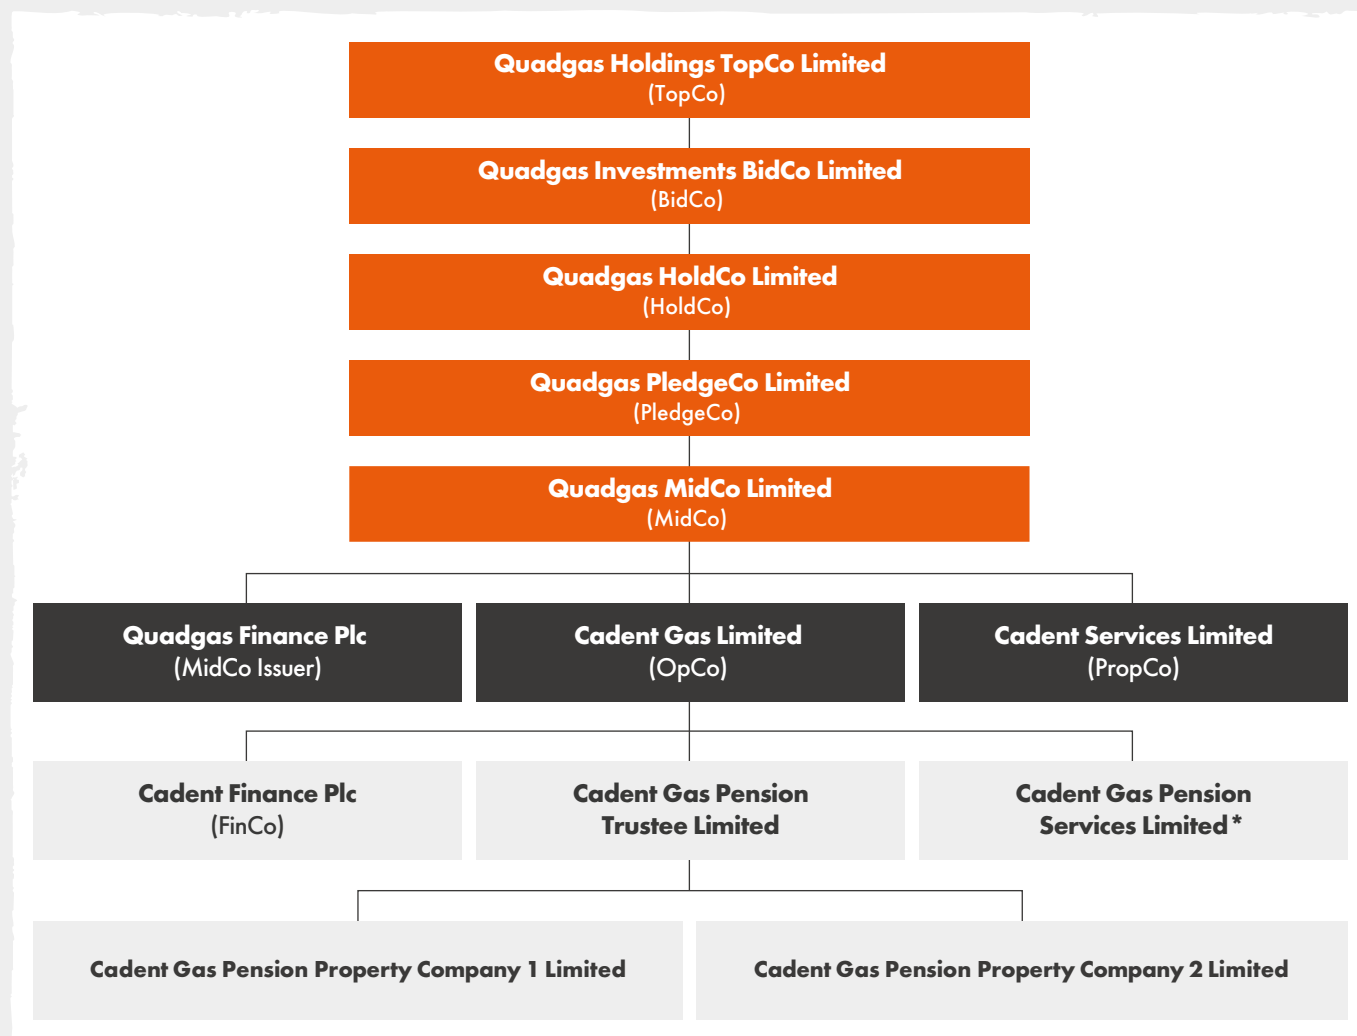 Quadgas Holdings TopCo Limited
(TopCo)
Quadgas Investments BidCo Limited
(BidCo)
Quadgas HoldCo Limited
(HoldCo)
Quadgas PledgeCo Limited
(PledgeCo)
Quadgas MidCo Limited
(MidCo)
Quadgas Finance Plc
(MidCo Issuer)
Cadent Gas Limited
(OpCo)
Cadent Services Limited
(PropCo)
Cadent Finance Plc
(FinCo)
Cadent Gas Pension
Trustee Limited
Cadent Gas Pension
Services Limited*
Cadent Gas Pension Property Company 1 Limited
Cadent Gas Pension Property Company 2 Limited